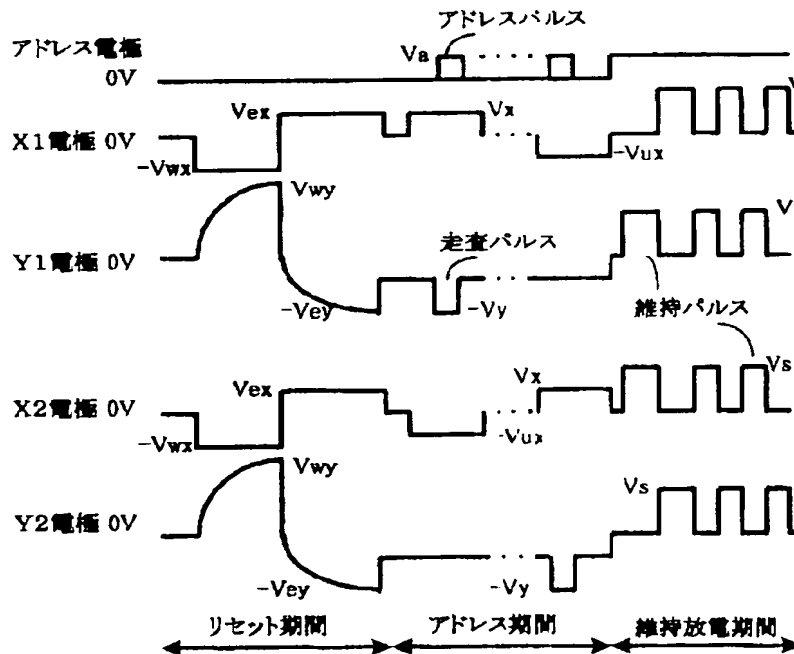 アドレスパルス
アドレス電極
0V
Va
Vex
Vx
V
X1電極 0V
-Vwx
-Vux
Vwy
V
走査パルス
Y1電極 0V
-Vey
-Vy
維持パルス
Vex
Vx
Vs
X2電極 0V
-Vwx
-Vux
Vwy
Vs
Y2電極 0V
-Vey
-Vy
リセット期間
アドレス期間
維持放電期間